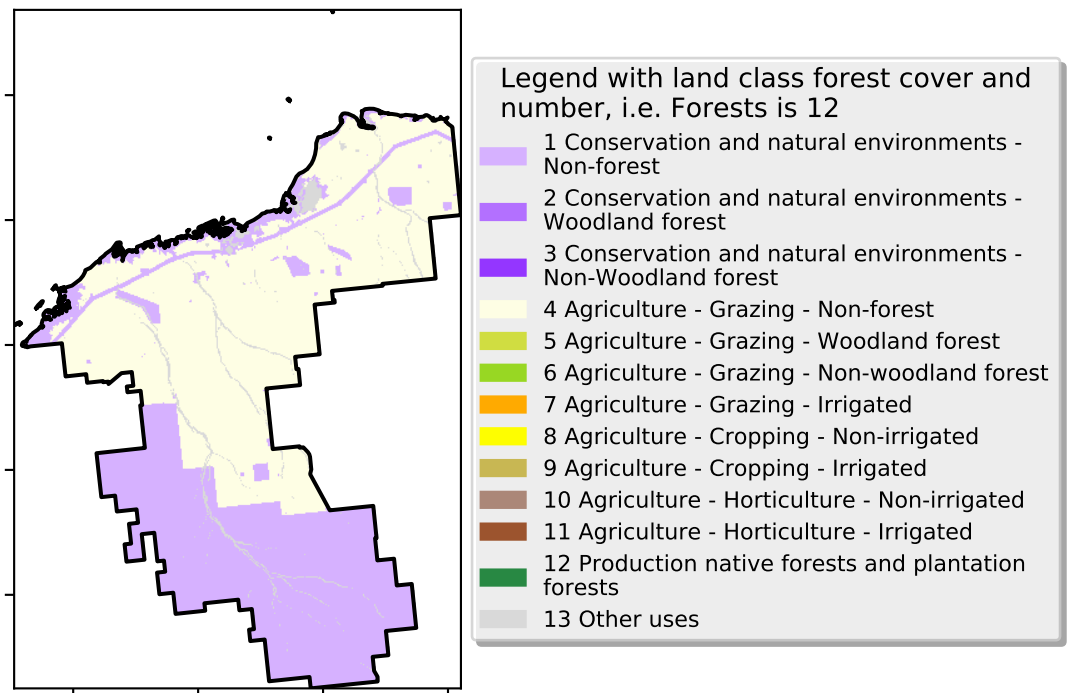 Legend with land class forest cover and
number, i.e. Forests is 12
1 Conservation and natural environments -
Non-forest
2 Conservation and natural environments -
Woodland forest
3 Conservation and natural environments -
Non-Woodland forest
4 Agriculture - Grazing - Non-forest
5 Agriculture - Grazing - Woodland forest
6 Agriculture - Grazing - Non-woodland forest
7 Agriculture - Grazing - Irrigated
8 Agriculture - Cropping - Non-irrigated
9 Agriculture - Cropping - Irrigated
10 Agriculture - Horticulture - Non-irrigated
11 Agriculture - Horticulture - Irrigated
12 Production native forests and plantation
forests
13 Other uses